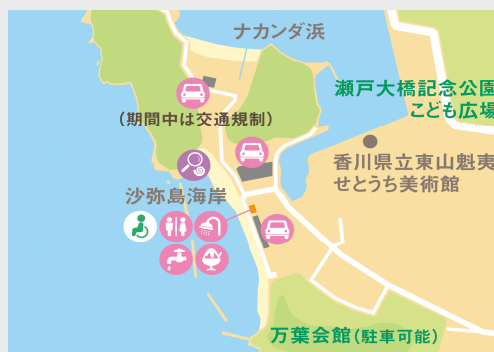 ナカンダ浜
瀬戸大橋記念公園
こども広場
(期間中は交通規制)
香川県立東山魁夷
せとうち美術館
沙弥島海岸
万葉会館(駐車可能)